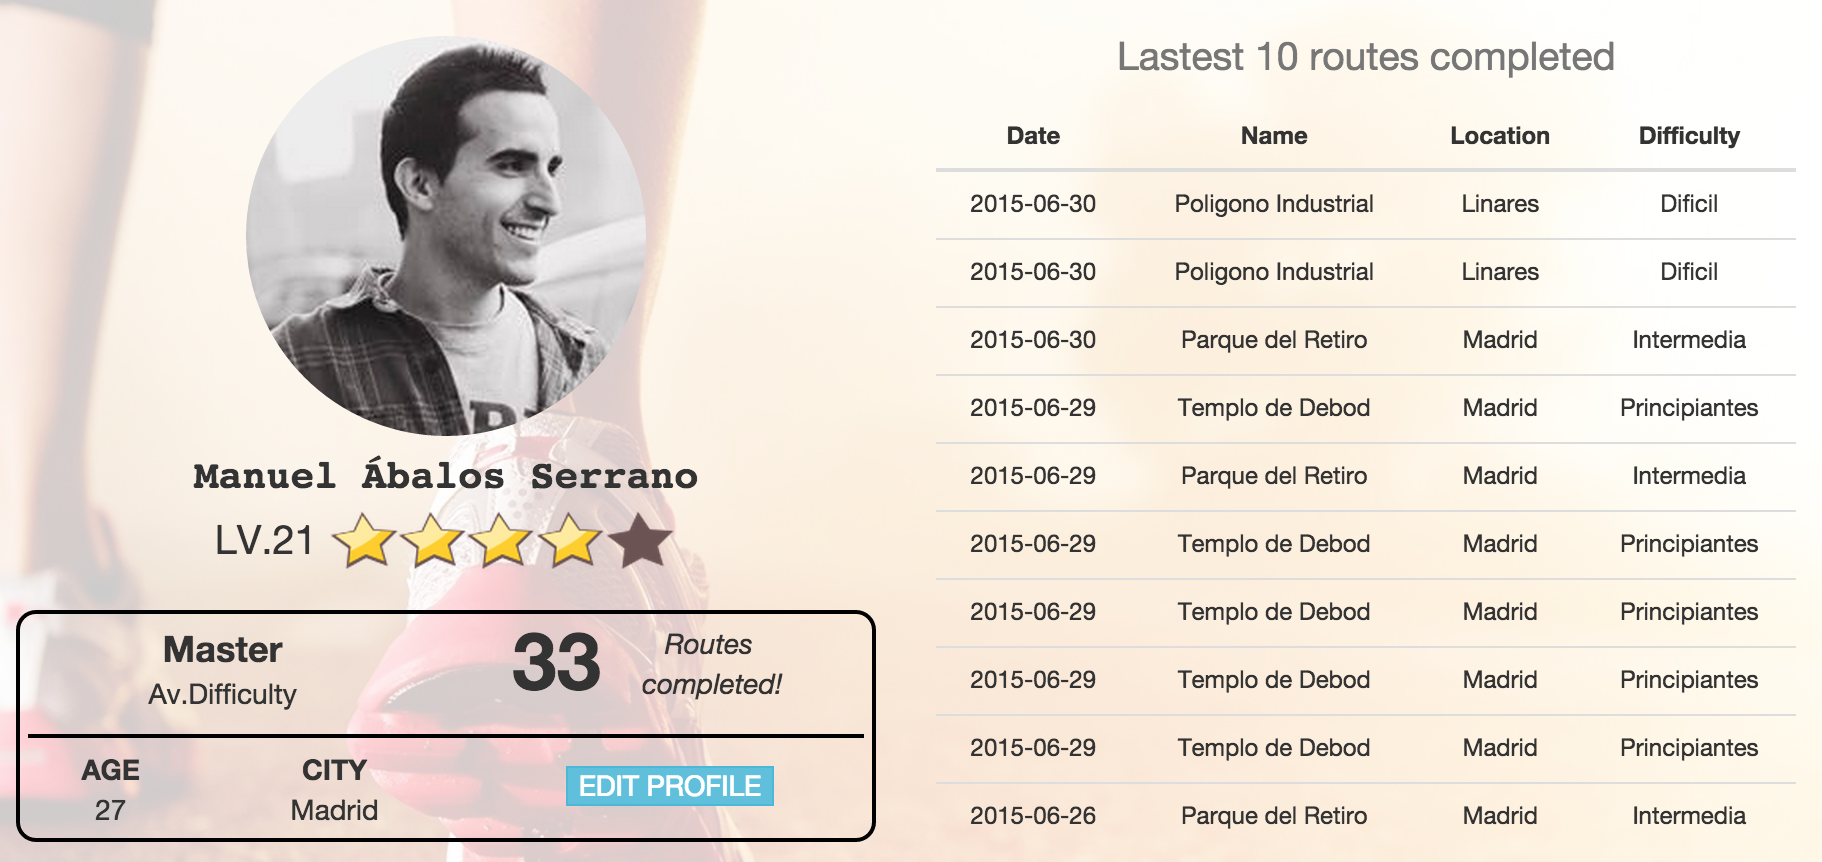 Manuel Ábalos Serrano
LV.21
Master
Av.Difficulty
33
Routes
completed!
AGE
27
CITY
Madrid
EDIT PROFILE
Lastest 10 routes completed
Date Name Location Difficulty
2015-06-30 Poligono Industrial Linares Dificil
2015-06-30 Poligono Industrial Linares Dificil
2015-06-30 Parque del Retiro Madrid Intermedia
2015-06-29 Templo de Debod Madrid Principiantes
2015-06-29 Parque del Retiro Madrid Intermedia
2015-06-29 Templo de Debod Madrid Principiantes
2015-06-29 Templo de Debod Madrid Principiantes
2015-06-29 Templo de Debod Madrid Principiantes
2015-06-29 Templo de Debod Madrid Principiantes
2015-06-26 Parque del Retiro Madrid Intermedia